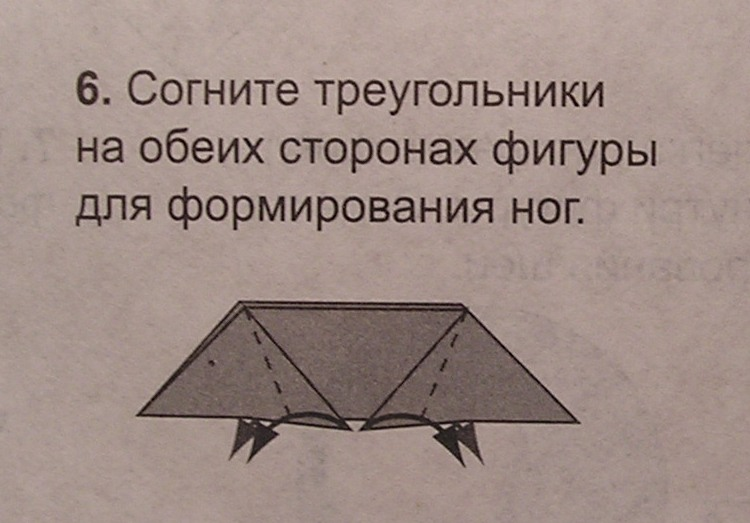 6. Согните треугольники
на обеих сторонах фигуры
для формирования ног.